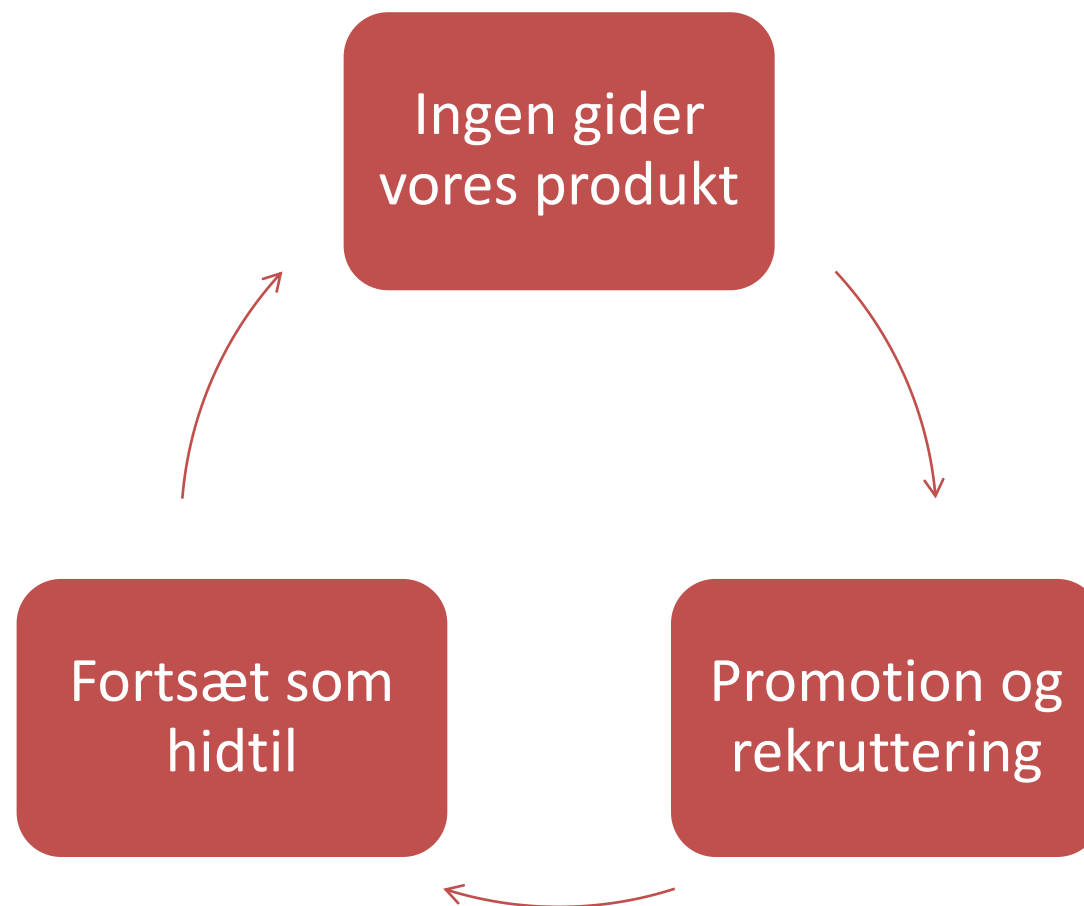 Ingen gider
vores produkt
Promotion og
rekruttering
Fortsæt som
hidtil